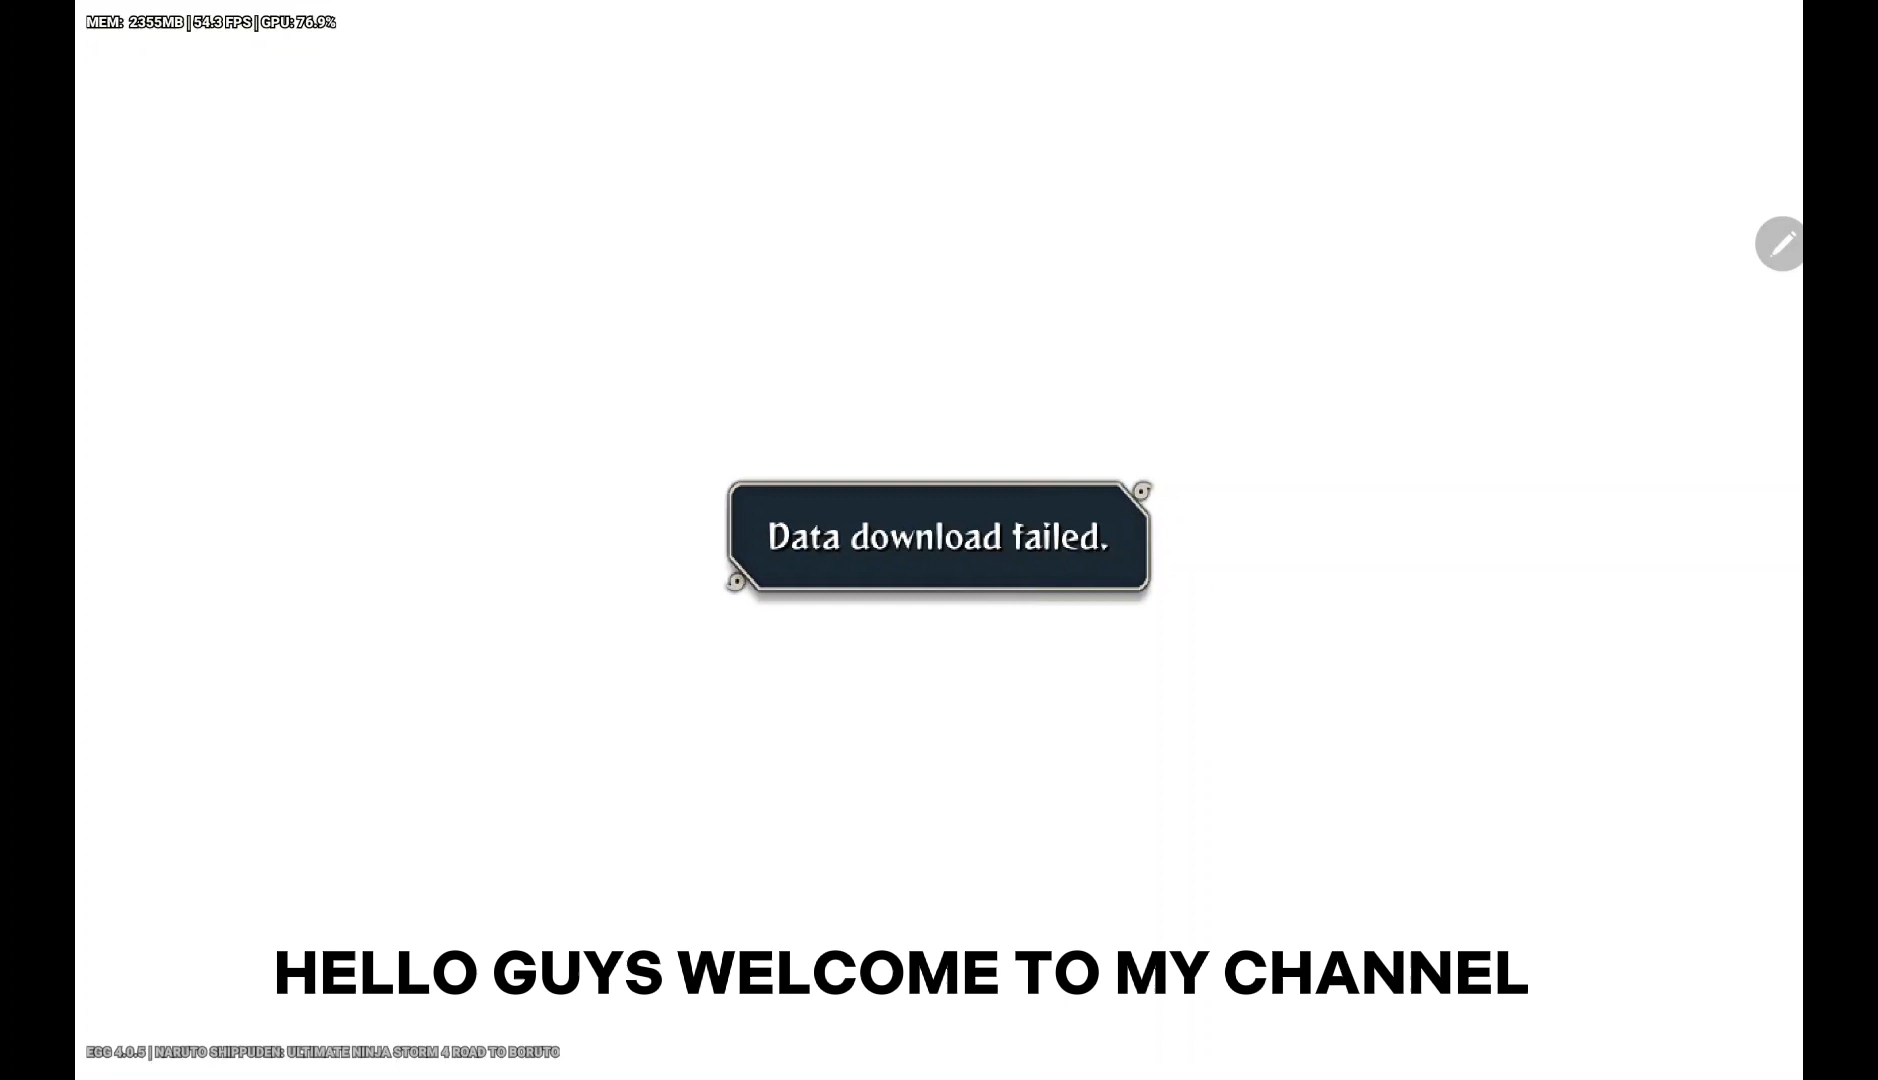 MEM: 2355MB | 54.3 FPS | GPU: 76.9%
Data download failed.
HELLO GUYS WELCOME TO MY CHANNEL
EGG 4.0.5 | NARUTO SHIPPUDEN: ULTIMATE NINJA STORM 4 ROAD TO BORUTO